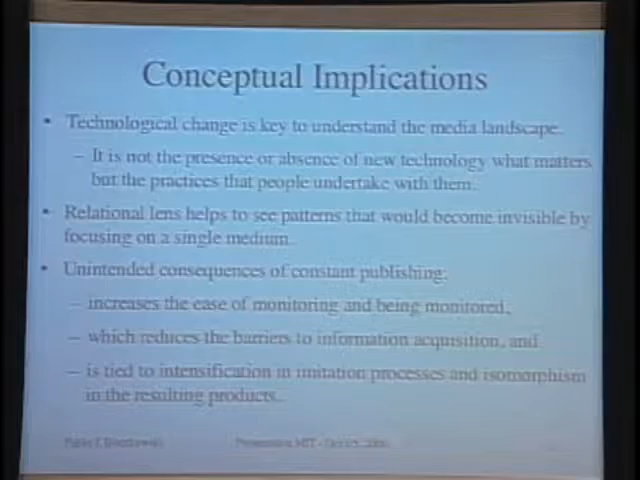 Conceptual Implications
• Technological change is key to understand the media landscape.
– It is not the presence or absence of new technology what matters
but the practices that people undertake with them.
• Relational lens helps to see patterns that would become invisible by
focusing on a single medium.
• Unintended consequences of constant publishing:
– increases the ease of monitoring and being monitored,
– which reduces the barriers to information acquisition, and
– is tied to intensification in imitation processes and isomorphism
in the resulting products.
Pablo J. Boczkowski
Presentation MIT -